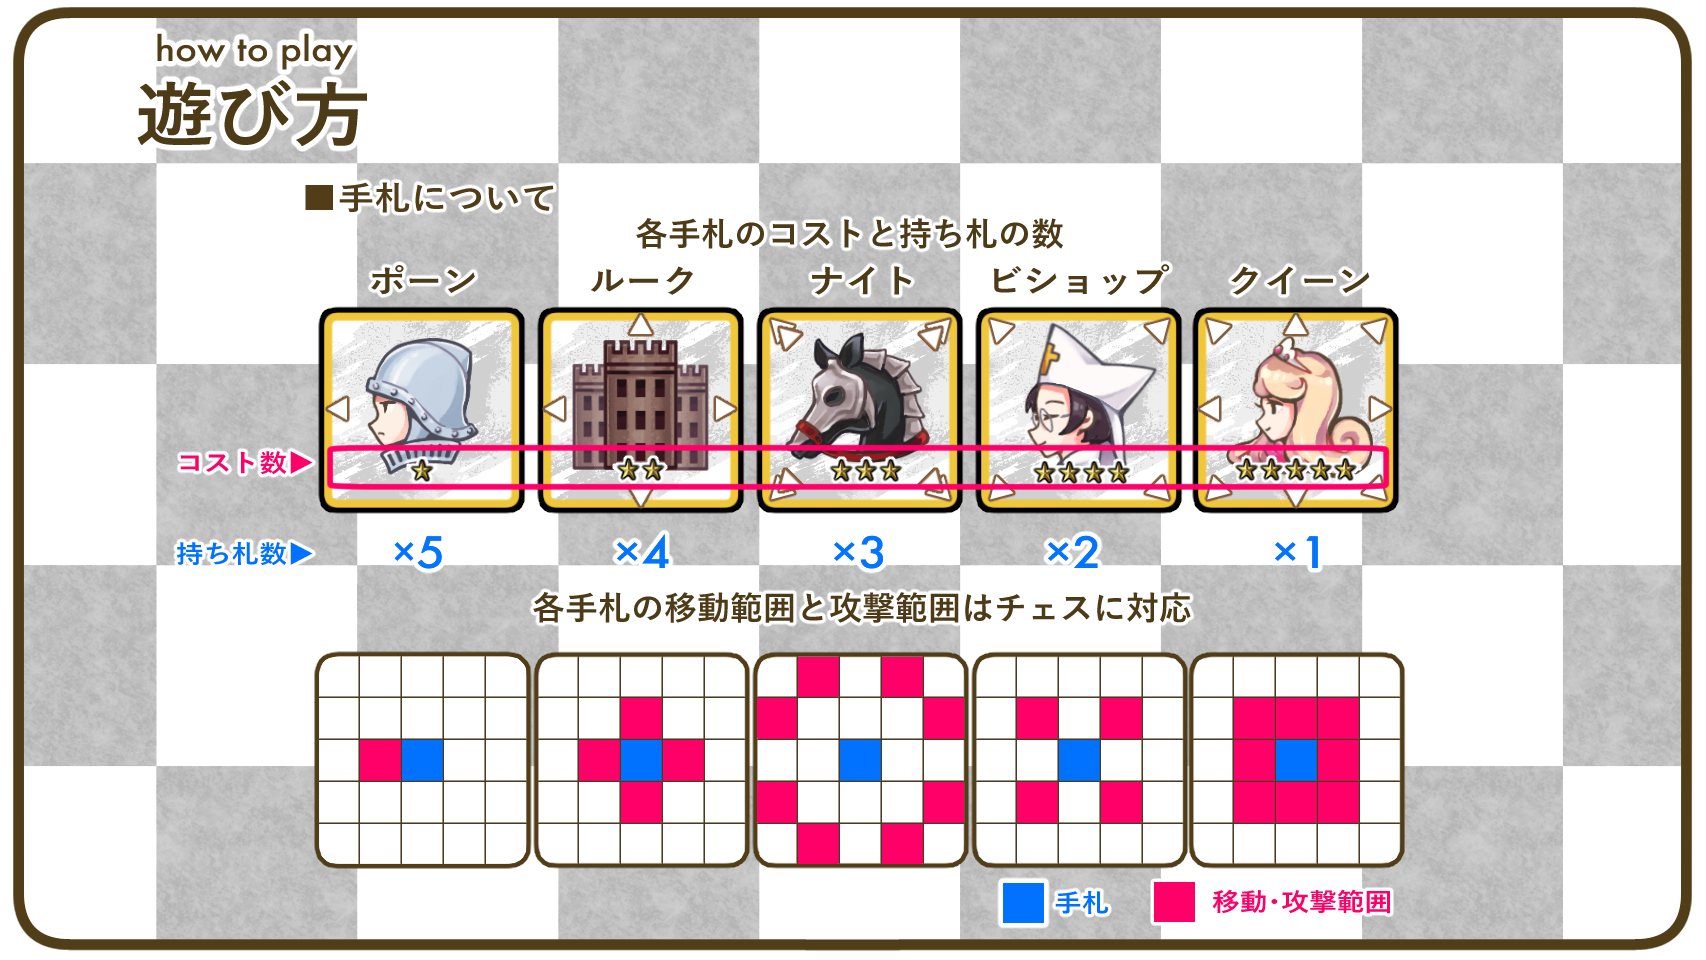 how to play
遊び方
■手札について
各手札のコストと持ち札の数
ポーン ルーク ナイト ビショップ クイーン
コスト数▶
持ち札数▶ ×5 ×4 ×3 ×2 ×1
各手札の移動範囲と攻撃範囲はチェスに対応
手札 移動・攻撃範囲